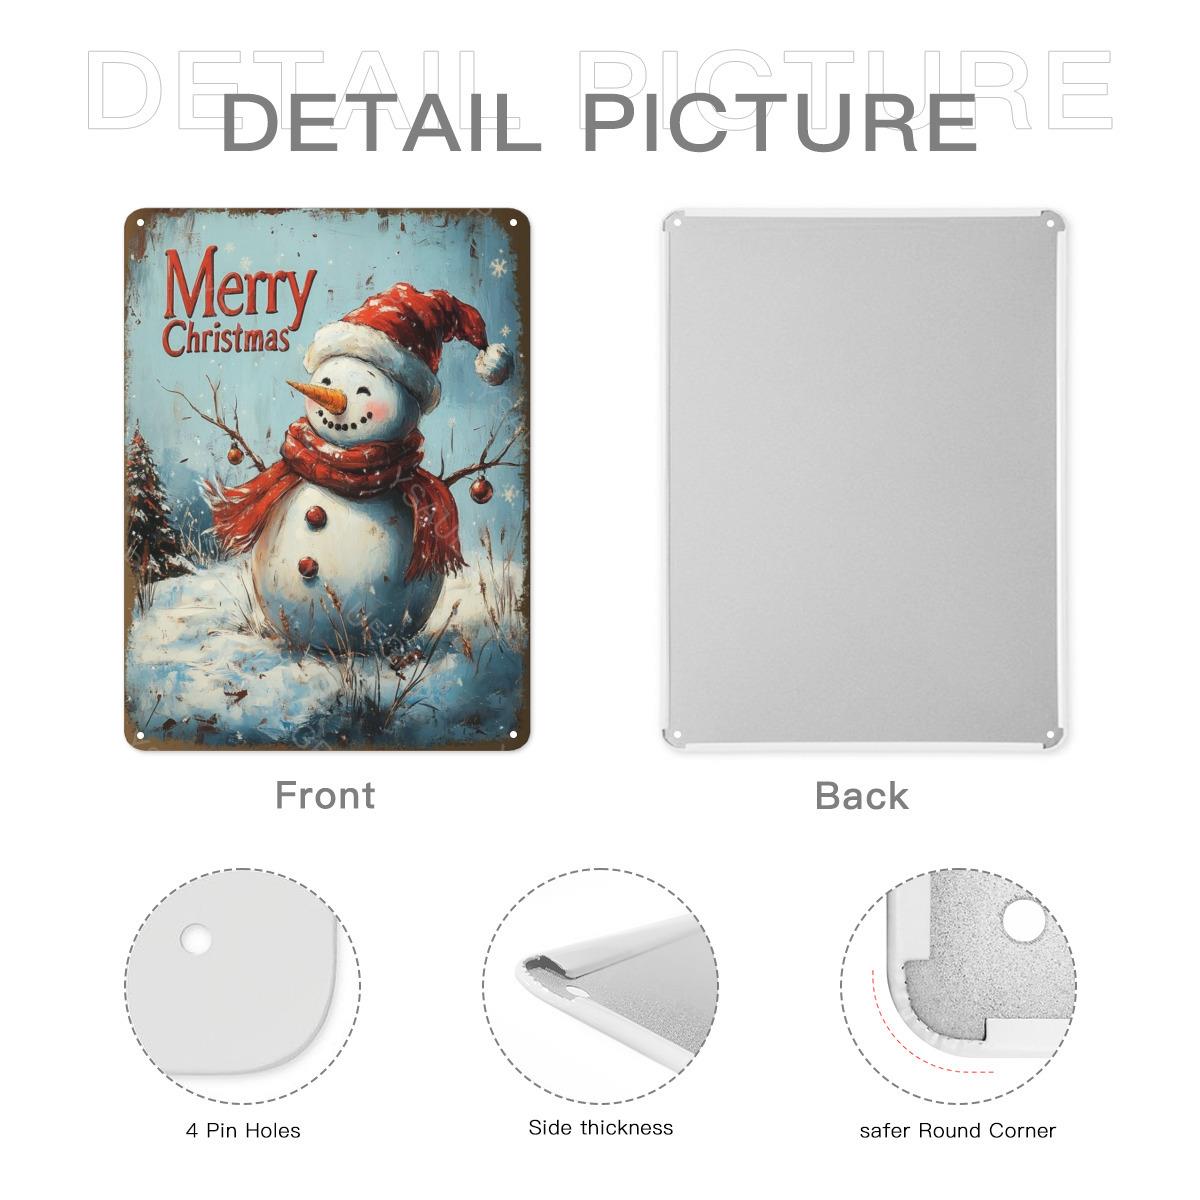 DETAIL PICTURE
DETAIL PICTURE
Merry
Christmas
Front
Back
4 Pin Holes
Side thickness
safer Round Corner